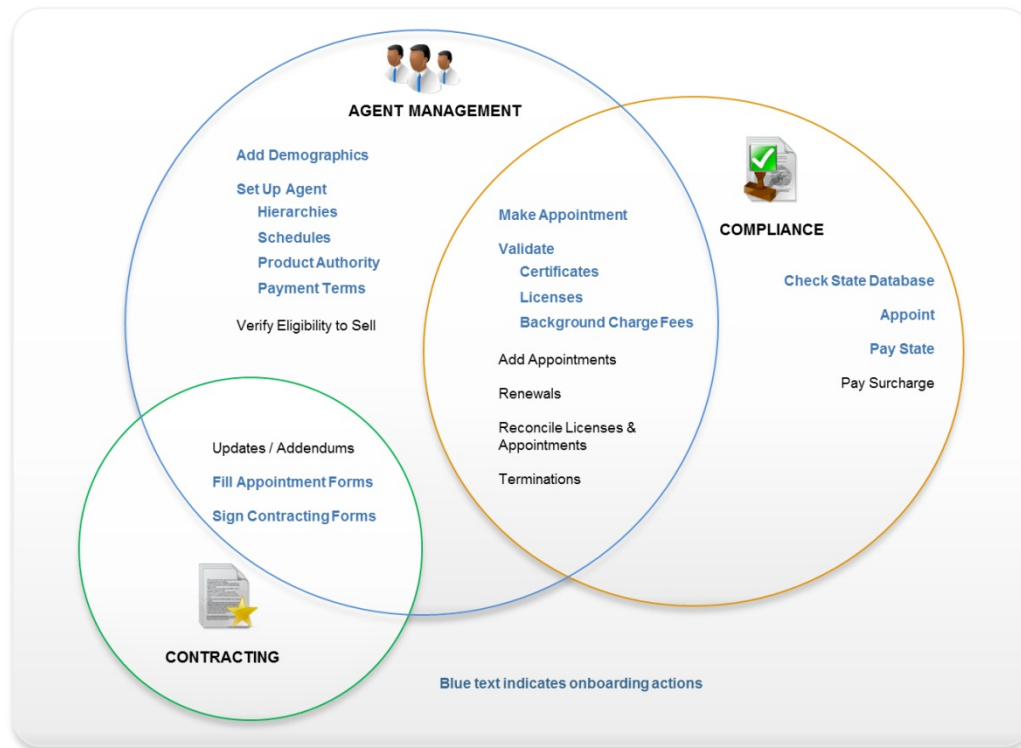 AGENT MANAGEMENT
Add Demographics
Set Up Agent
Hierarchies
Schedules
Product Authority
Payment Terms
Verify Eligibility to Sell
Make Appointment
Validate
Certificates
Licenses
Background Charge Fees
Add Appointments
Renewals
Reconcile Licenses &
Appointments
Terminations
COMPLIANCE
Check State Database
Appoint
Pay State
Pay Surcharge
Updates / Addendums
Fill Appointment Forms
Sign Contracting Forms
CONTRACTING
Blue text indicates onboarding actions